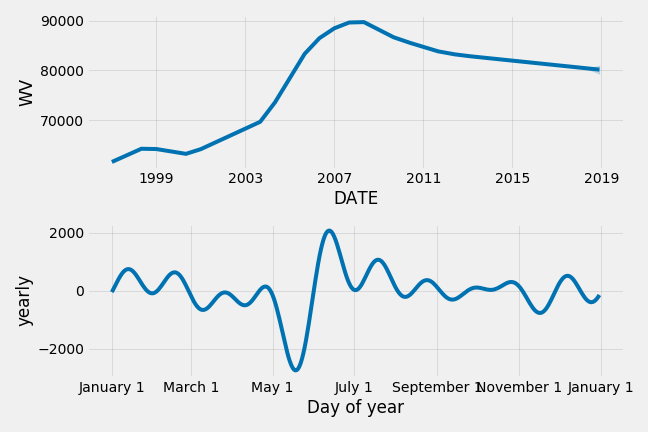 90000
80000
70000
WV
1999 2003 2007 2011 2015 2019
DATE
2000
0
−2000
yearly
January 1 March 1 May 1 July 1 September 1 November 1 January 1
Day of year